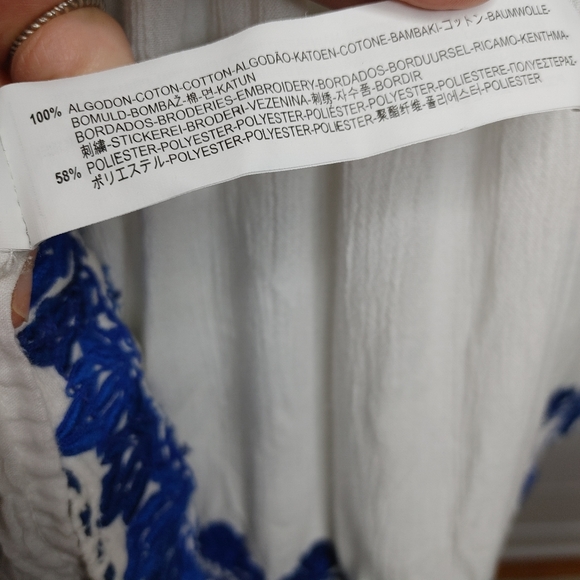 100% ALGODON-COTON-COTTON-ALGODÃO-KATOEN-COTONE-BAMBAKI-コットン-BAUMWOLLE-
BOMULD-BOMBAŽ-棉-면-KATUN
BORDADOS-BRODERIES-EMBROIDERY-BORDADOS-BORDUURSEL-RICAMO-KENTHMA-
刺繍-STICKEREI-BRODERI-VEZENINA-刺绣-자수품-BORDIR
58% POLIESTER-POLYESTER-POLYESTER-POLIÉSTER-POLYESTER-POLIESTERE-ΠΟΛΥΕΣΤΕΡΑΣ-
ポリエステル-POLYESTER-POLYESTER-POLIESTER-聚酯纤维-폴리에스터-POLIESTER